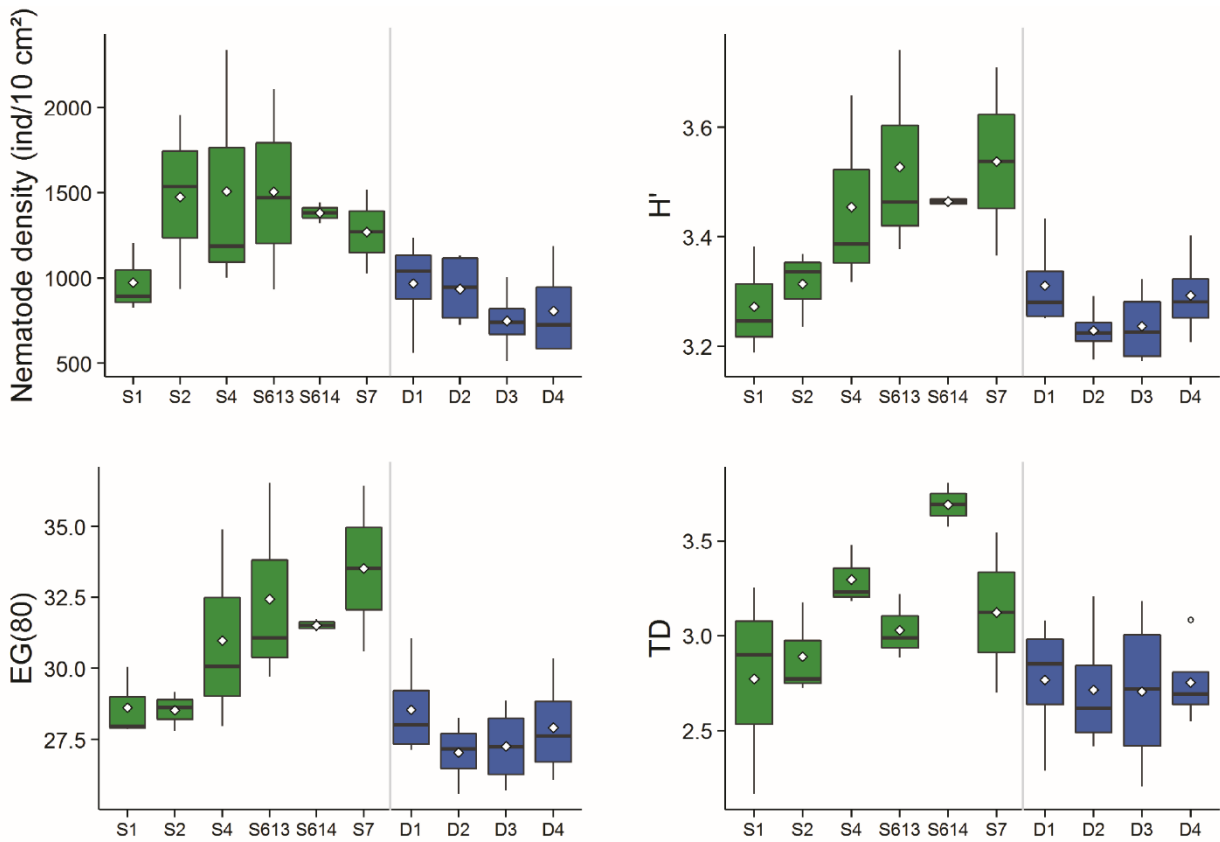 Nematode density (ind/10 cm²)
2000
1500
1000
500
S1 S2 S4 S613 S614 S7 D1 D2 D3 D4
H'
3.6
3.4
3.2
S1 S2 S4 S613 S614 S7 D1 D2 D3 D4
EG(80)
35.0
32.5
30.0
27.5
S1 S2 S4 S613 S614 S7 D1 D2 D3 D4
TD
3.5
3.0
2.5
S1 S2 S4 S613 S614 S7 D1 D2 D3 D4